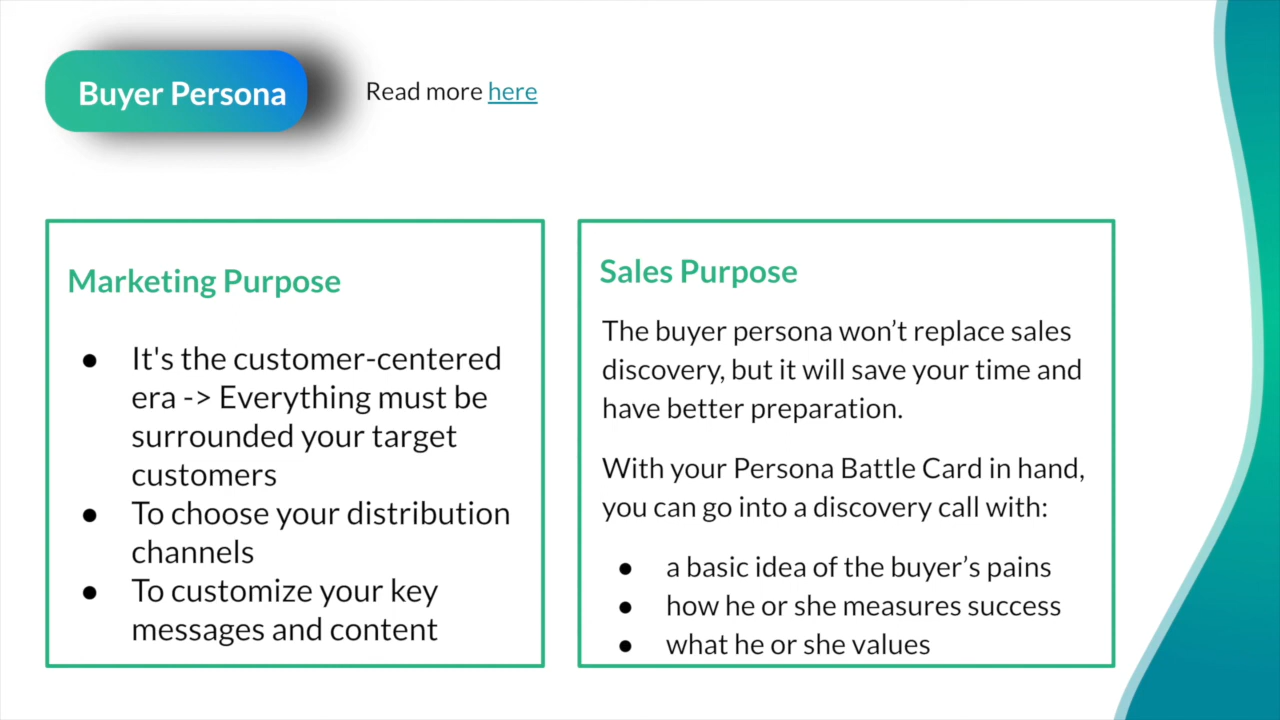 Buyer Persona
Read more here
Marketing Purpose
● It's the customer-centered
era -> Everything must be
surrounded your target
customers
● To choose your distribution
channels
● To customize your key
messages and content
Sales Purpose
The buyer persona won’t replace sales
discovery, but it will save your time and
have better preparation.
With your Persona Battle Card in hand,
you can go into a discovery call with:
● a basic idea of the buyer’s pains
● how he or she measures success
● what he or she values